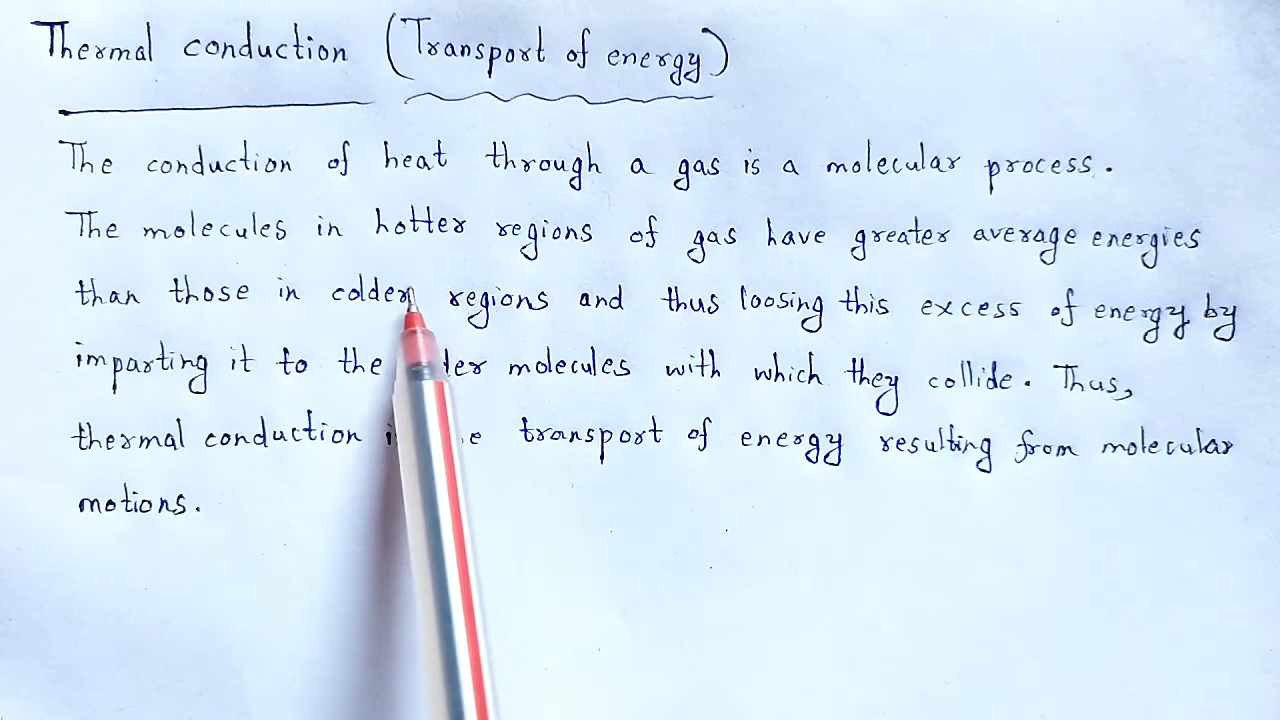 Thermal conduction (Transport of energy)
The conduction of heat through a gas is a molecular process.
The molecules in hotter regions of gas have greater average energies
than those in colder regions and thus loosing this excess of energy by
imparting it to the molecules with which they collide. Thus,
thermal conduction transport of energy resulting from molecular
motions.